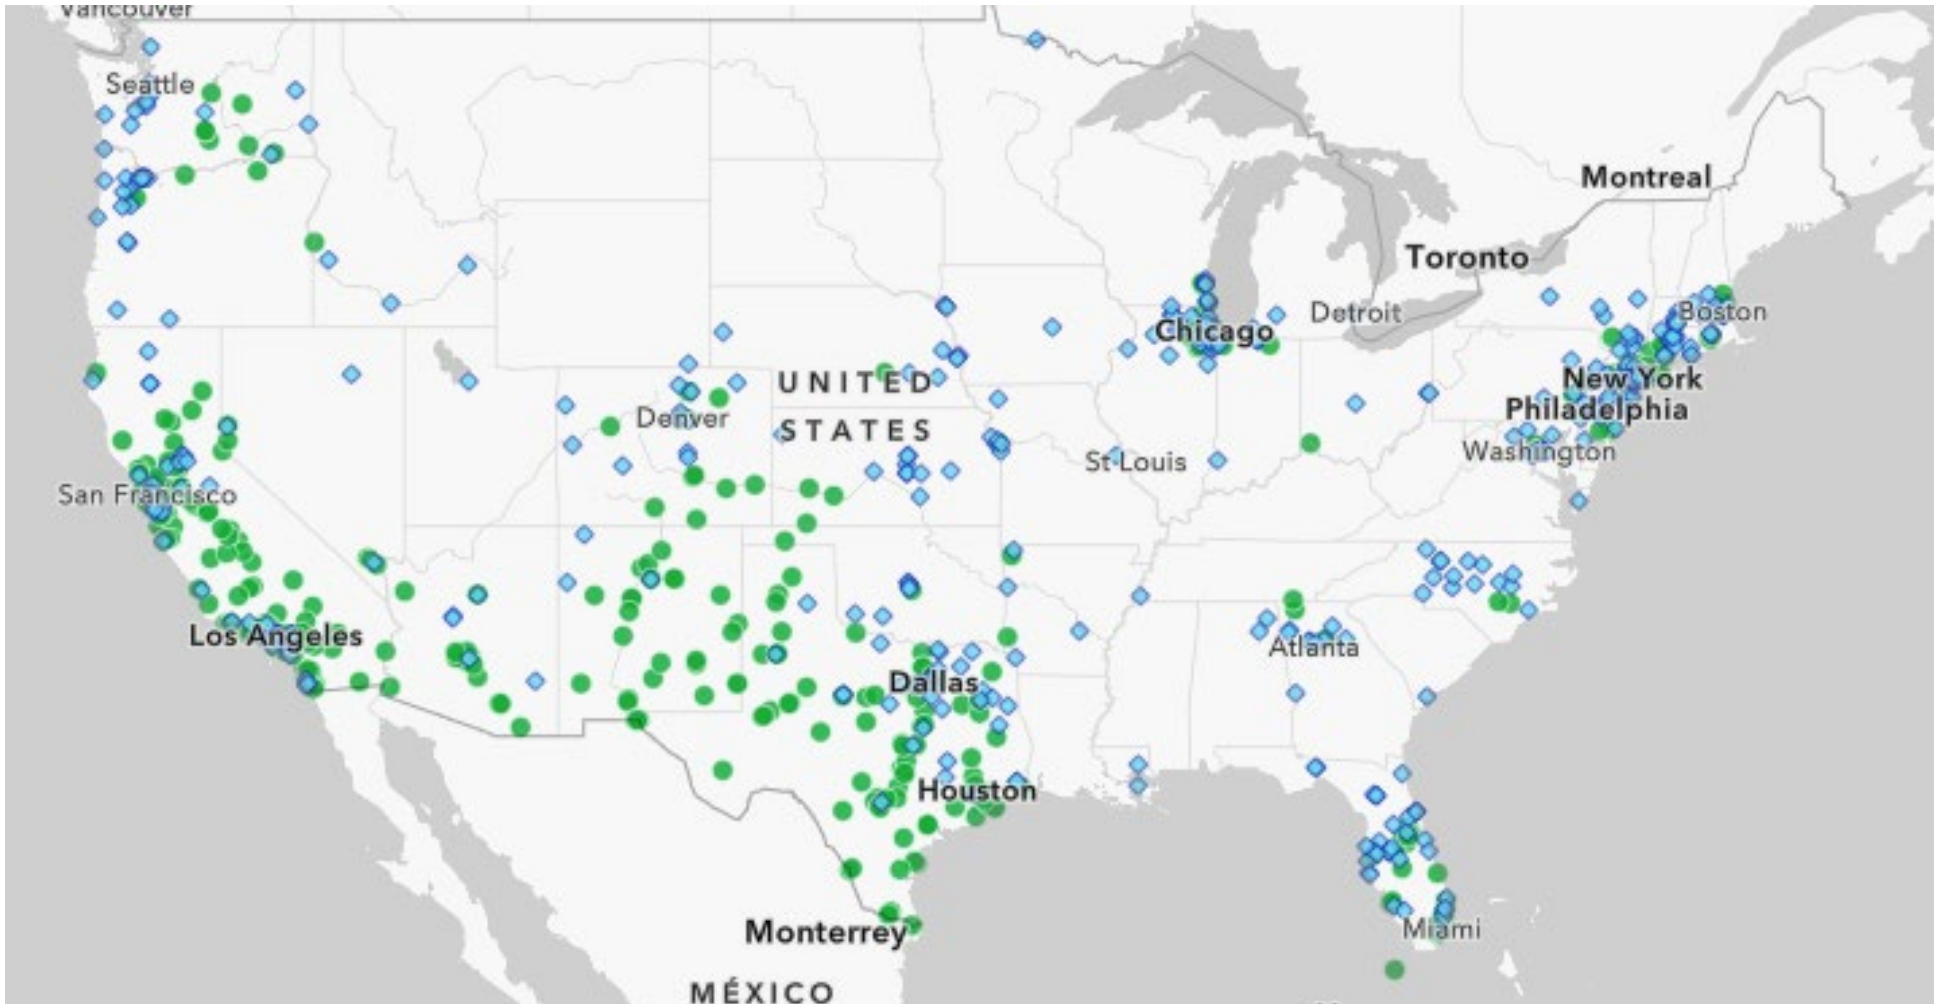 Vancouver
Seattle
Montreal
Toronto
Boston
Detroit
Chicago
New York
UNITED
Denver
Philadelphia
STATES
Washington
St Louis
San Francisco
Los Angeles
Atlanta
Dallas
Houston
Miami
Monterrey
MÉXICO